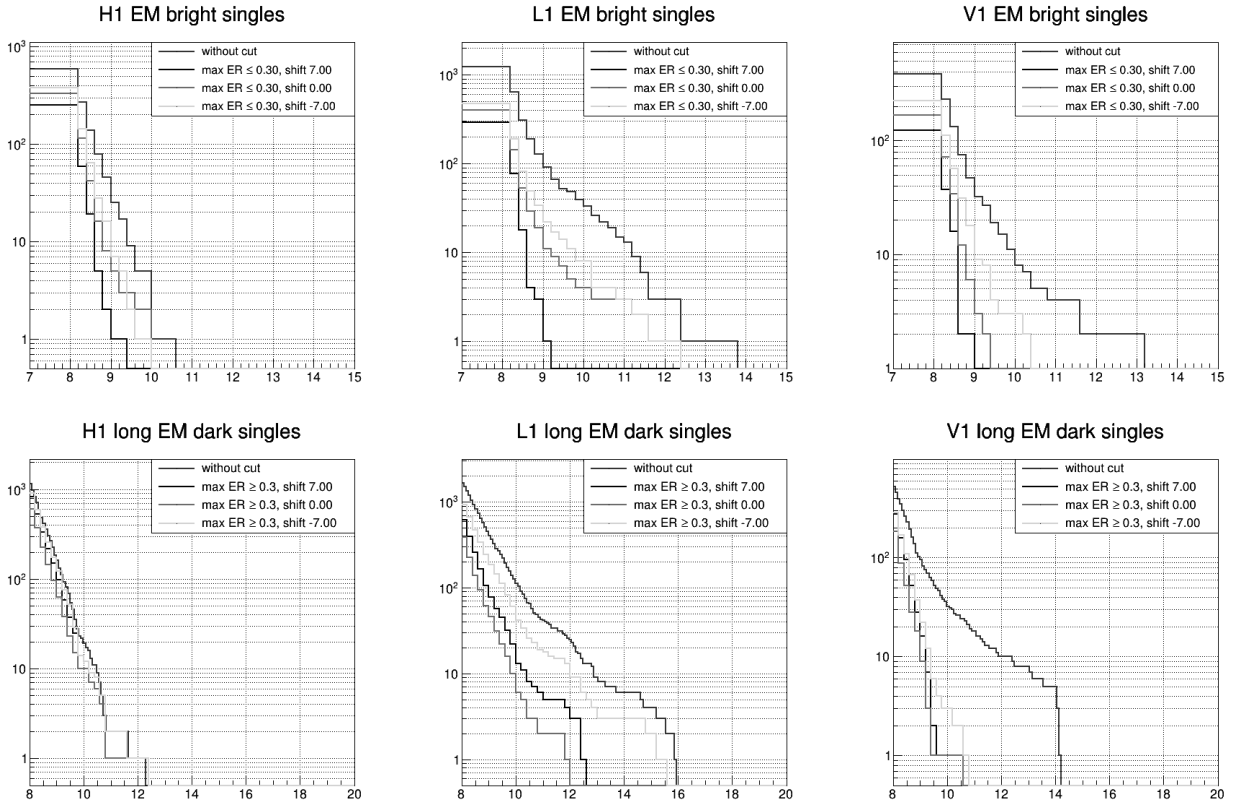 H1 EM bright singles
10³
10²
10
1
without cut
max ER ≤ 0.30, shift 7.00
max ER ≤ 0.30, shift 0.00
max ER ≤ 0.30, shift -7.00
7 8 9 10 11 12 13 14 15
L1 EM bright singles
10³
10²
10
1
without cut
max ER ≤ 0.30, shift 7.00
max ER ≤ 0.30, shift 0.00
max ER ≤ 0.30, shift -7.00
7 8 9 10 11 12 13 14 15
V1 EM bright singles
10²
10
1
without cut
max ER ≤ 0.30, shift 7.00
max ER ≤ 0.30, shift 0.00
max ER ≤ 0.30, shift -7.00
7 8 9 10 11 12 13 14 15
H1 long EM dark singles
10³
10²
10
1
without cut
max ER ≥ 0.3, shift 7.00
max ER ≥ 0.3, shift 0.00
max ER ≥ 0.3, shift -7.00
8 10 12 14 16 18 20
L1 long EM dark singles
10³
10²
10
1
without cut
max ER ≥ 0.3, shift 7.00
max ER ≥ 0.3, shift 0.00
max ER ≥ 0.3, shift -7.00
8 10 12 14 16 18 20
V1 long EM dark singles
10²
10
1
without cut
max ER ≥ 0.3, shift 7.00
max ER ≥ 0.3, shift 0.00
max ER ≥ 0.3, shift -7.00
8 10 12 14 16 18 20